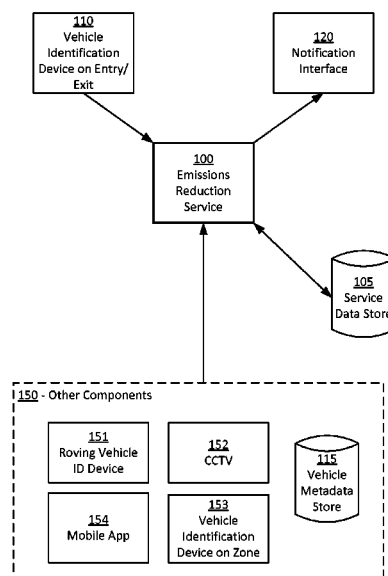 110
Vehicle
Identification
Device on Entry/
Exit
120
Notification
Interface
100
Emissions
Reduction
Service
105
Service
Data Store
150 - Other Components
151
Roving Vehicle
ID Device
152
CCTV
115
Vehicle
Metadata
Store
154
Mobile App
153
Vehicle
Identification
Device on Zone